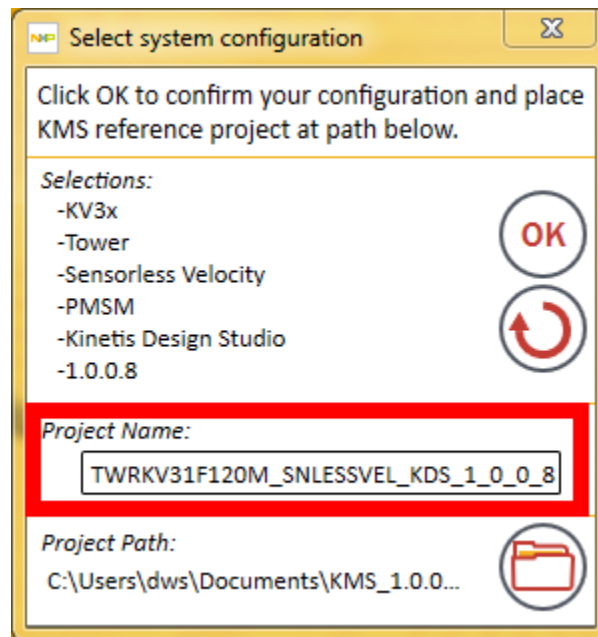 NXP Select system configuration
Click OK to confirm your configuration and place
KMS reference project at path below.
Selections:
-KV3x
-Tower
-Sensorless Velocity
-PMSM
-Kinetis Design Studio
-1.0.0.8
OK
Project Name:
TWRKV31F120M_SNLESSVEL_KDS_1_0_0_8
Project Path:
C:\Users\dws\Documents\KMS_1.0.0...